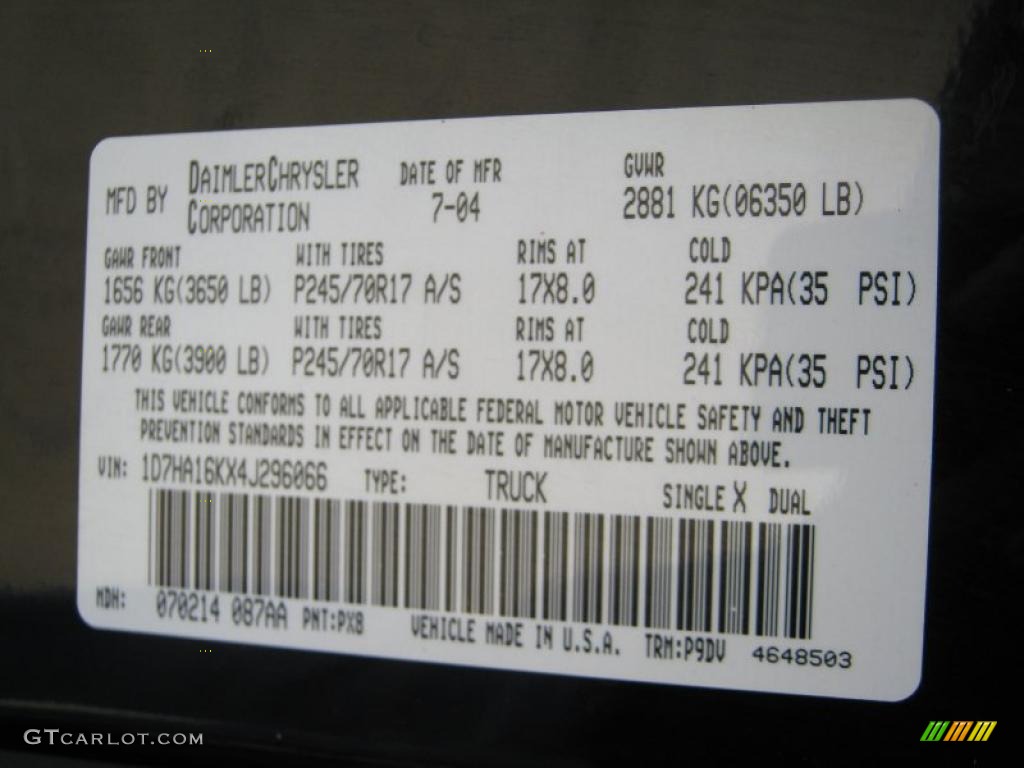 MFD BY DAIMLERCHRYSLER CORPORATION DATE OF MFR 7-04 GVWR 2881 KG(06350 LB)
GAWR FRONT WITH TIRES RIMS AT COLD
1656 KG(3650 LB) P245/70R17 A/S 17X8.0 241 KPA(35 PSI)
GAWR REAR WITH TIRES RIMS AT COLD
1770 KG(3900 LB) P245/70R17 A/S 17X8.0 241 KPA(35 PSI)
THIS VEHICLE CONFORMS TO ALL APPLICABLE FEDERAL MOTOR VEHICLE SAFETY AND THEFT
PREVENTION STANDARDS IN EFFECT ON THE DATE OF MANUFACTURE SHOWN ABOVE.
VIN: 1D7HA16KX4J296066 TYPE: TRUCK SINGLE X DUAL
MDH: 070214 087AA PNT:PX8 VEHICLE MADE IN U.S.A. TRM:P9DV 4648503
GTCARLOT.COM